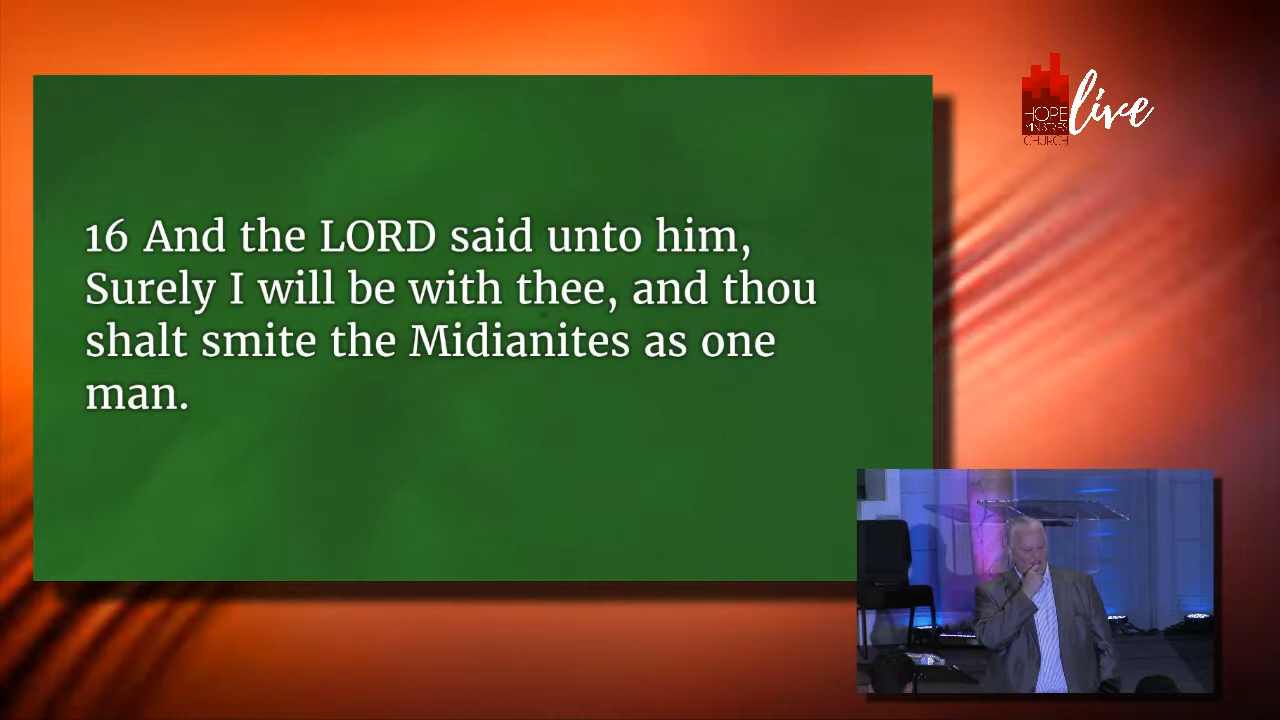 16 And the LORD said unto him,
Surely I will be with thee, and thou
shalt smite the Midianites as one
man.
HOPE
MINISTRIES
CHURCH
live